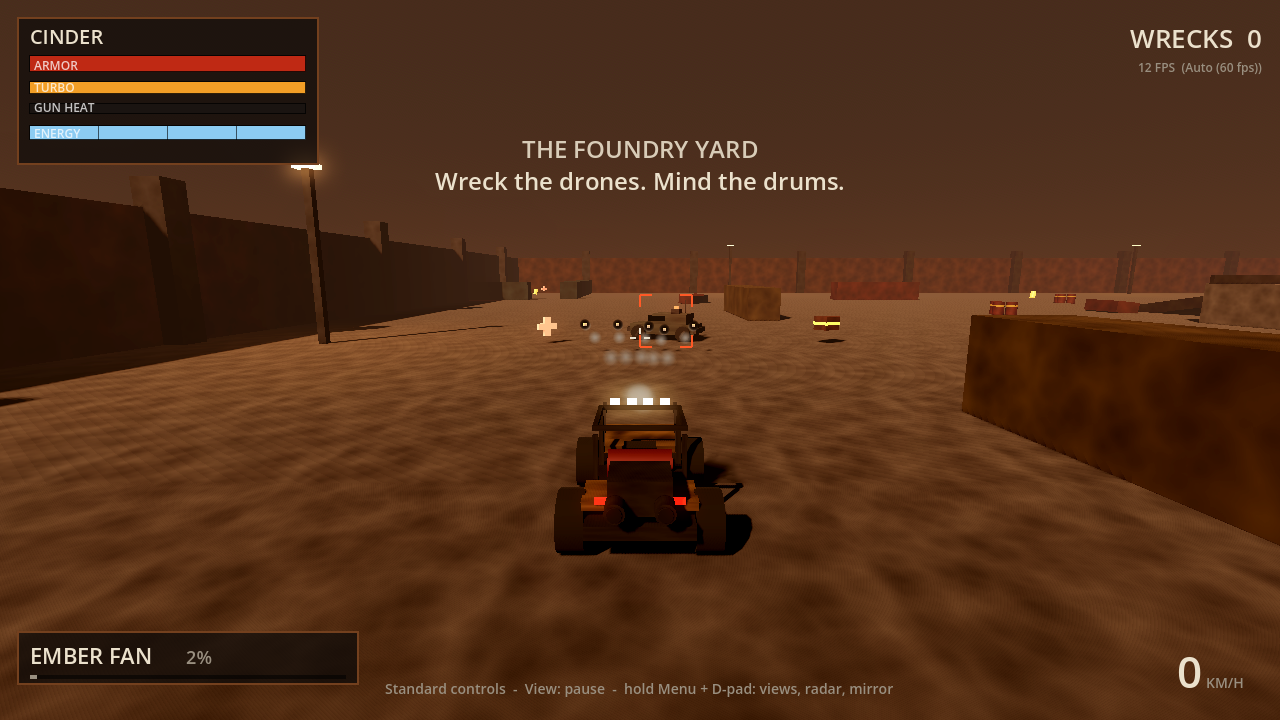 CINDER
ARMOR
TURBO
GUN HEAT
ENERGY
WRECKS 0
12 FPS (Auto (60 fps))
THE FOUNDRY YARD
Wreck the drones. Mind the drums.
EMBER FAN 2%
Standard controls - View: pause - hold Menu + D-pad: views, radar, mirror
0 KM/H